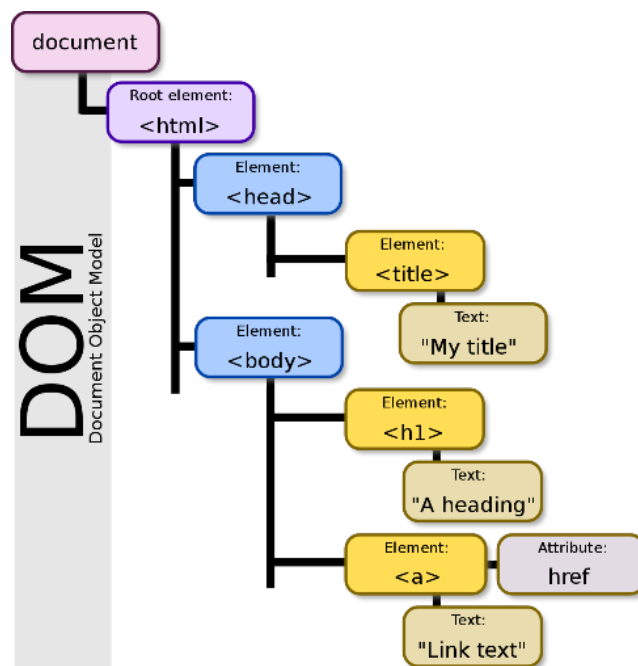 document
Root element:
<html>
Element:
<head>
Element:
<title>
Text:
"My title"
Element:
<body>
Element:
<h1>
Text:
"A heading"
Element:
<a>
Attribute:
href
Text:
"Link text"
DOM
Document Object Model